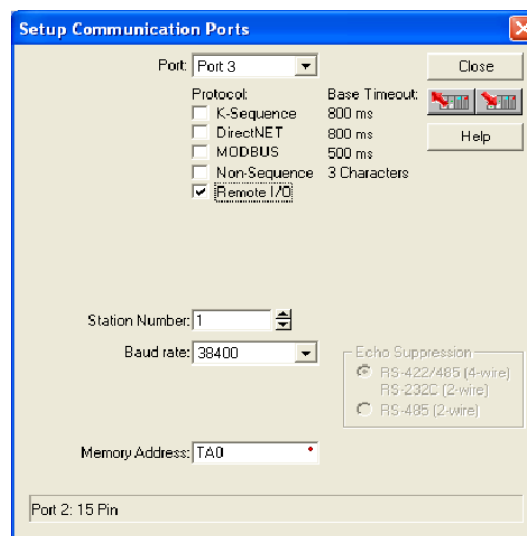 Setup Communication Ports
Port: Port 3
Close
Protocol: Base Timeout:
K-Sequence 800 ms
DirectNET 800 ms
MODBUS 500 ms
Non-Sequence 3 Characters
Remote I/O
Help
Station Number: 1
Baud rate: 38400
Echo Suppression
RS-422/485 (4-wire)
RS-232C (2-wire)
RS-485 (2-wire)
Memory Address: TA0
Port 2: 15 Pin